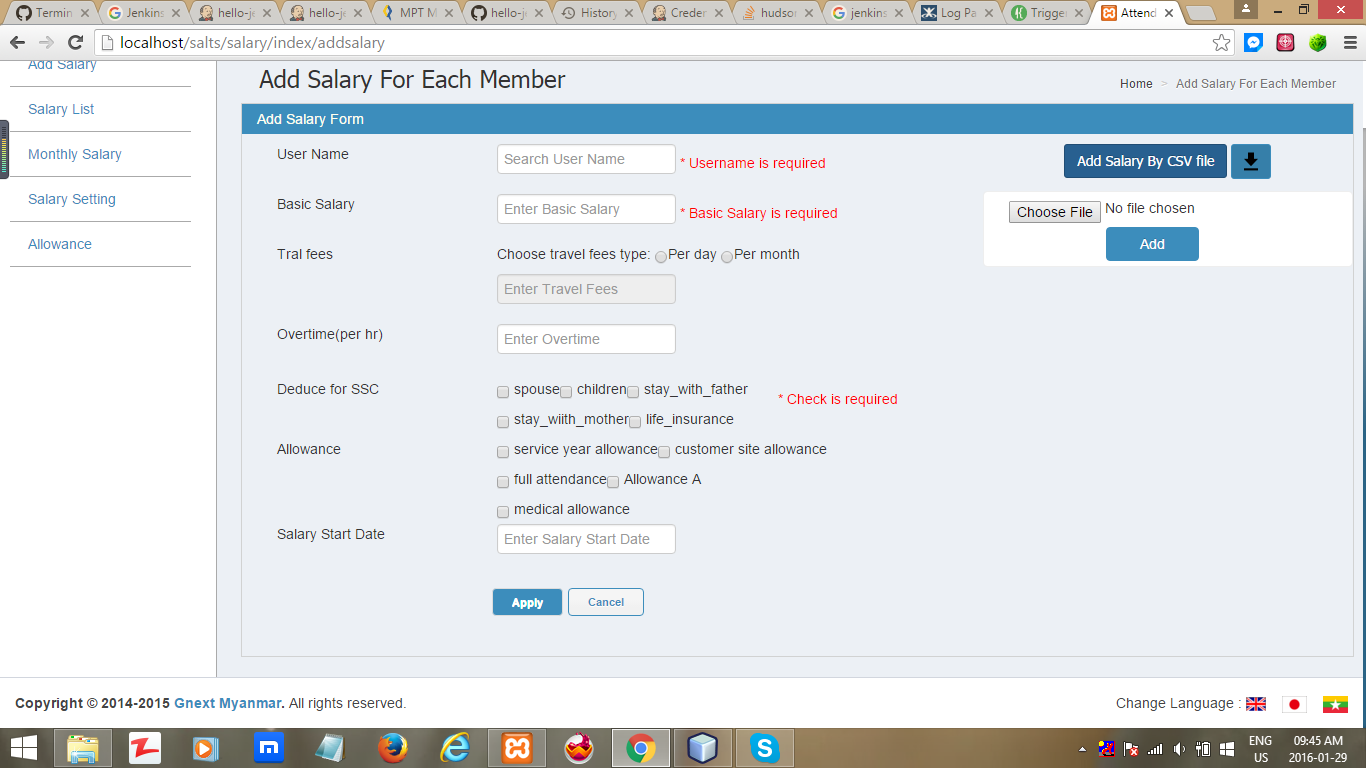 Termin
Jenkins
hello-je
hello-je
MPT M
hello-j
History
Creder
hudsor
jenkins
Log Pa
Trigge
Attend
localhost/salts/salary/index/addsalary
Add Salary
Salary List
Monthly Salary
Salary Setting
Allowance
Add Salary For Each Member
Home > Add Salary For Each Member
Add Salary Form
User Name Search User Name * Username is required
Add Salary By CSV file
Basic Salary Enter Basic Salary * Basic Salary is required
Choose File No file chosen
Add
Tral fees Choose travel fees type: Per day Per month
Enter Travel Fees
Overtime(per hr) Enter Overtime
Deduce for SSC spouse children stay_with_father * Check is required
stay_wiith_mother life_insurance
Allowance service year allowance customer site allowance
full attendance Allowance A
medical allowance
Salary Start Date Enter Salary Start Date
Apply Cancel
Copyright © 2014-2015 Gnext Myanmar. All rights reserved.
Change Language :
ENG 09:45 AM
US 2016-01-29